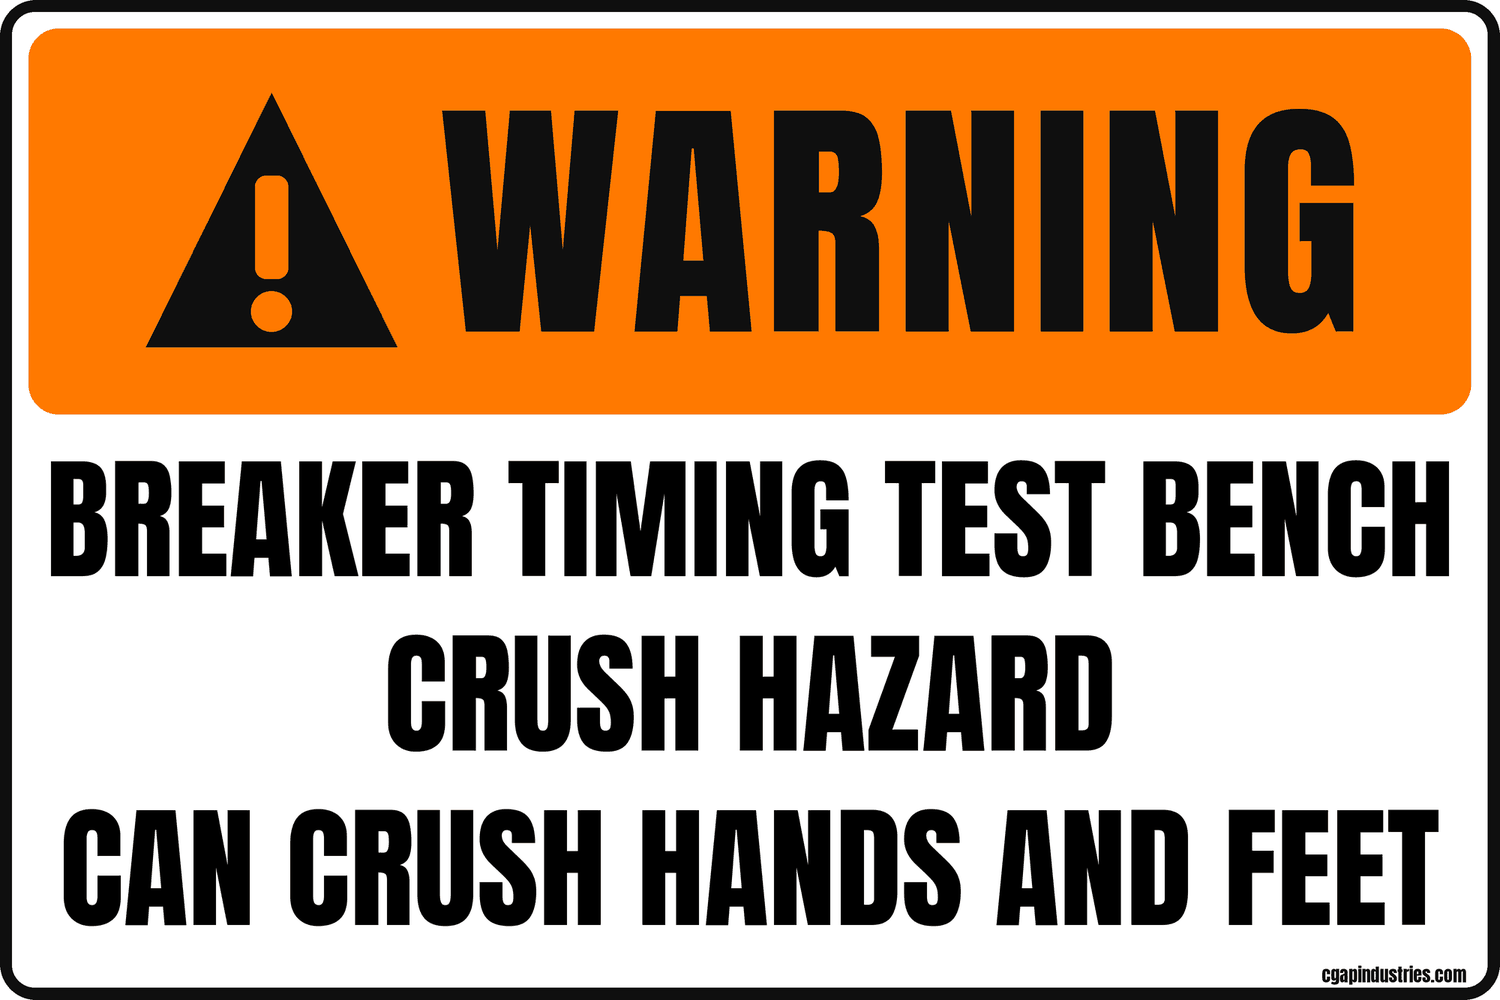 WARNING
BREAKER TIMING TEST BENCH
CRUSH HAZARD
CAN CRUSH HANDS AND FEET
cgapindustries.com